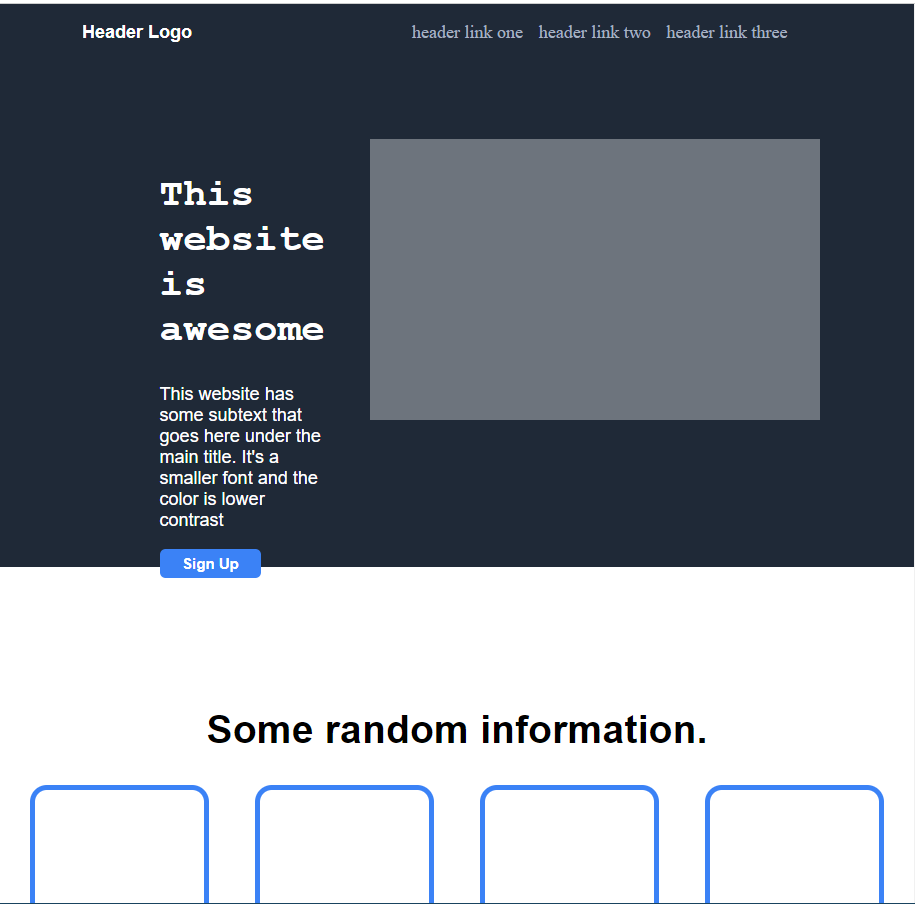 Header Logo
header link one header link two header link three
This
website
is
awesome
This website has
some subtext that
goes here under the
main title. It's a
smaller font and the
color is lower
contrast
Sign Up
Some random information.